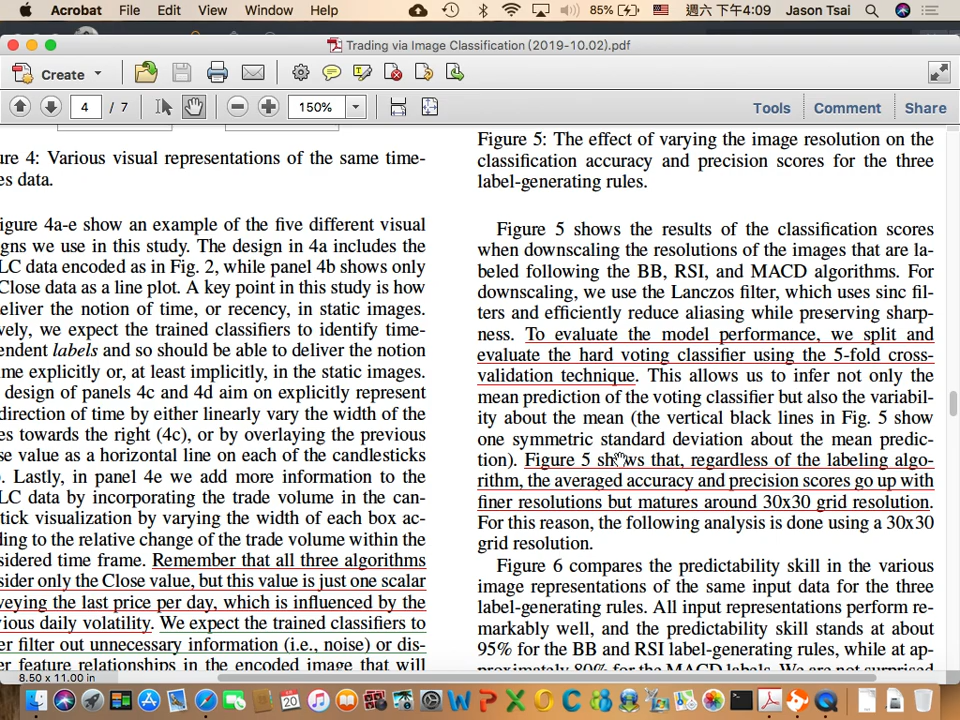 Acrobat File Edit View Window Help 85% 週六 下午4:09 Jason Tsai
Trading via Image Classification (2019-10.02).pdf
Create
4 / 7 150% Tools Comment Share
ure 4: Various visual representations of the same time-
es data.
igure 4a-e show an example of the five different visual
igns we use in this study. The design in 4a includes the
LC data encoded as in Fig. 2, while panel 4b shows only
Close data as a line plot. A key point in this study is how
eliver the notion of time, or recency, in static images.
vely, we expect the trained classifiers to identify time-
endent labels and so should be able to deliver the notion
me explicitly or, at least implicitly, in the static images.
design of panels 4c and 4d aim on explicitly represent
direction of time by either linearly vary the width of the
es towards the right (4c), or by overlaying the previous
se value as a horizontal line on each of the candlesticks
. Lastly, in panel 4e we add more information to the
LC data by incorporating the trade volume in the can-
tick visualization by varying the width of each box ac-
ding to the relative change of the trade volume within the
sidered time frame. Remember that all three algorithms
sider only the Close value, but this value is just one scalar
veying the last price per day, which is influenced by the
vious daily volatility. We expect the trained classifiers to
er filter out unnecessary information (i.e., noise) or dis-
er feature relationships in the encoded image that will
Figure 5: The effect of varying the image resolution on the
classification accuracy and precision scores for the three
label-generating rules.
Figure 5 shows the results of the classification scores
when downscaling the resolutions of the images that are la-
beled following the BB, RSI, and MACD algorithms. For
downscaling, we use the Lanczos filter, which uses sinc fil-
ters and efficiently reduce aliasing while preserving sharp-
ness. To evaluate the model performance, we split and
evaluate the hard voting classifier using the 5-fold cross-
validation technique. This allows us to infer not only the
mean prediction of the voting classifier but also the variabil-
ity about the mean (the vertical black lines in Fig. 5 show
one symmetric standard deviation about the mean predic-
tion). Figure 5 shows that, regardless of the labeling algo-
rithm, the averaged accuracy and precision scores go up with
finer resolutions but matures around 30x30 grid resolution.
For this reason, the following analysis is done using a 30x30
grid resolution.
Figure 6 compares the predictability skill in the various
image representations of the same input data for the three
label-generating rules. All input representations perform re-
markably well, and the predictability skill stands at about
95% for the BB and RSI label-generating rules, while at ap-
proximately 80% for the MACD labels. We are not surprised
8.50 x 11.00 in